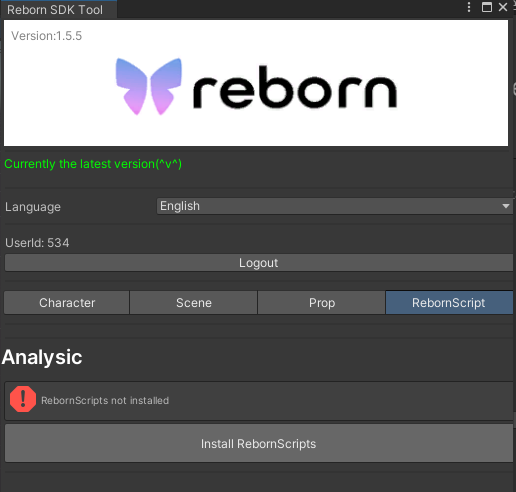 Reborn SDK Tool
Version:1.5.5
reborn
Currently the latest version(^v^)
Language English
UserId: 534
Logout
Character Scene Prop RebornScript
Analysic
RebornScripts not installed
Install RebornScripts